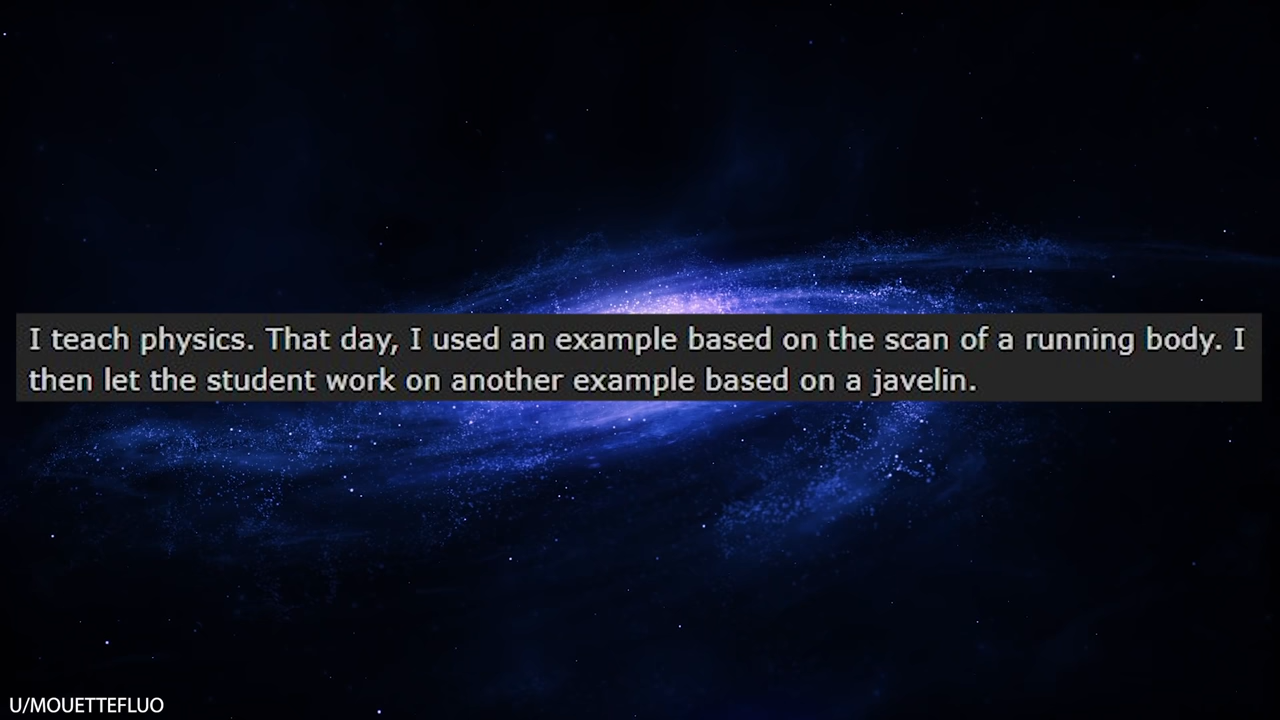 I teach physics. That day, I used an example based on the scan of a running body. I
then let the student work on another example based on a javelin.
U/MOUETTEFLUO